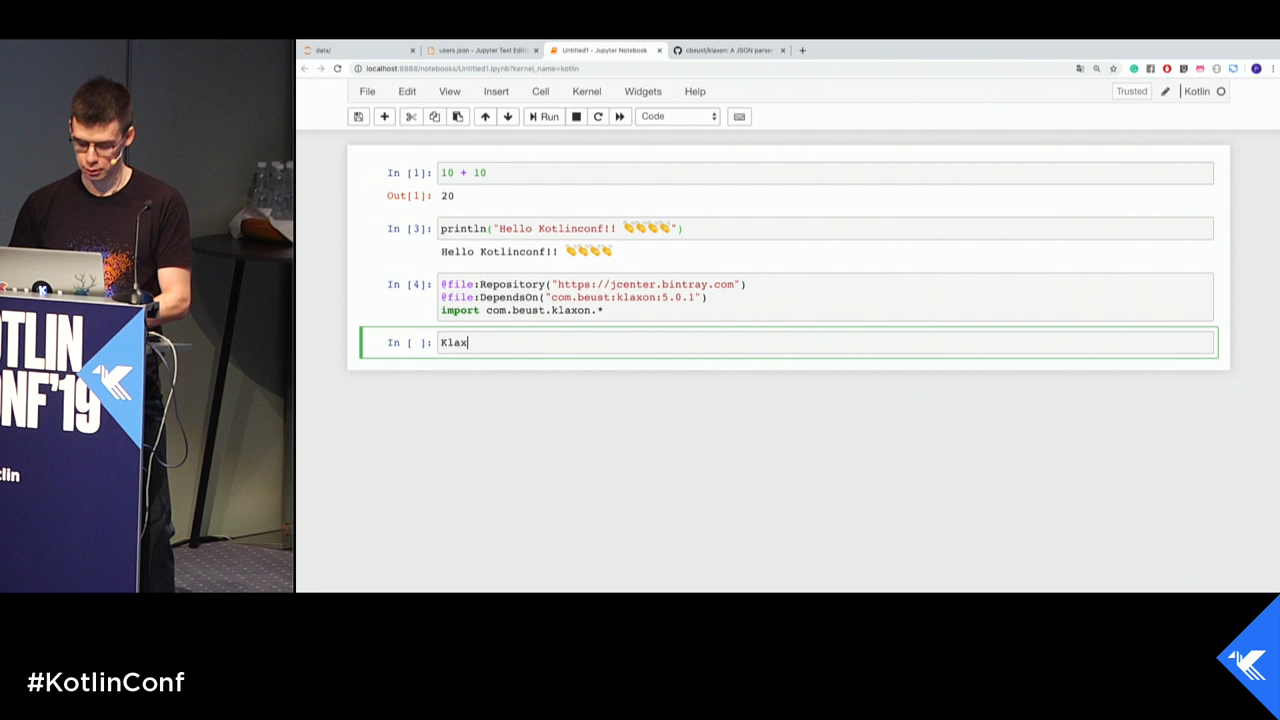 data/
users.json - Jupyter Text Edit
Untitled1 - Jupyter Notebook
cbeust/klaxon: A JSON parser
localhost:8888/notebooks/Untitled1.ipynb?kernel_name=kotlin
File Edit View Insert Cell Kernel Widgets Help
Trusted
Kotlin
Run
Code
In [1]: 10 + 10
Out[1]: 20
In [3]: println("Hello Kotlinconf!! 👏👏👏👏")
Hello Kotlinconf!! 👏👏👏👏
In [4]: @file:Repository("https://jcenter.bintray.com")
@file:DependsOn("com.beust:klaxon:5.0.1")
import com.beust.klaxon.*
In [ ]: Klax
TLIN
NF'19
tlin
#KotlinConf